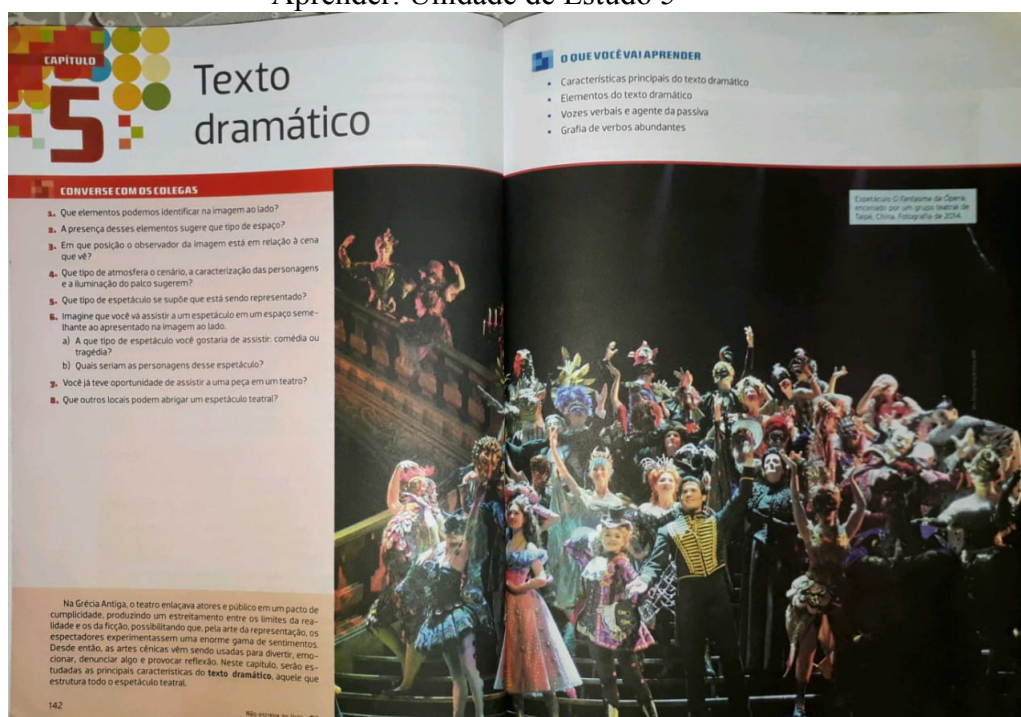 Aprender: Unidade de Estudo 5
CAPÍTULO
5
Texto
dramático
O QUE VOCÊ VAI APRENDER
• Características principais do texto dramático
• Elementos do texto dramático
• Vozes verbais e agente da passiva
• Grafia de verbos abundantes
CONVERSE COM OS COLEGAS
1. Que elementos podemos identificar na imagem ao lado?
2. A presença desses elementos sugere que tipo de espaço?
3. Em que posição o observador da imagem está em relação à cena
que vê?
4. Que tipo de atmosfera o cenário, a caracterização das personagens
e a iluminação do palco sugerem?
5. Que tipo de espetáculo se supõe que está sendo representado?
6. Imagine que você vá assistir a um espetáculo em um espaço seme-
lhante ao apresentado na imagem ao lado.
a) A que tipo de espetáculo você gostaria de assistir: comédia ou
tragédia?
b) Quais seriam as personagens desse espetáculo?
7. Você já teve oportunidade de assistir a uma peça em um teatro?
8. Que outros locais podem abrigar um espetáculo teatral?
Espetáculo O Fantasma da Ópera,
encenado por um grupo teatral de
Taipé, China. Fotografia de 2014.
Na Grécia Antiga, o teatro enlaçava atores e público em um pacto de
cumplicidade, produzindo um estreitamento entre os limites da rea-
lidade e os da ficção, possibilitando que, pela arte da representação, os
espectadores experimentassem uma enorme gama de sentimentos.
Desde então, as artes cênicas vêm sendo usadas para divertir, emo-
cionar, denunciar algo e provocar reflexão. Neste capítulo, serão es-
tudadas as principais características do texto dramático, aquele que
estrutura todo o espetáculo teatral.
142
Não escreva no livro.